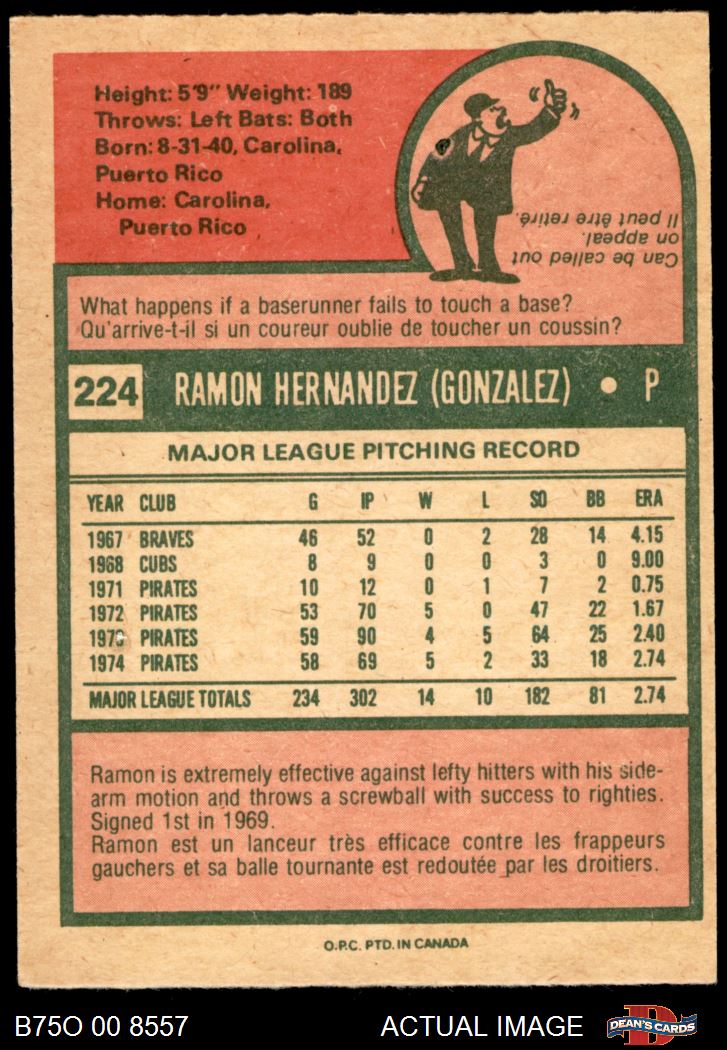 Height: 5'9" Weight: 189
Throws: Left Bats: Both
Born: 8-31-40, Carolina,
Puerto Rico
Home: Carolina,
Puerto Rico
Can be called out
on appeal.
Il peut être
retiré.
What happens if a baserunner fails to touch a base?
Qu'arrive-t-il si un coureur oublie de toucher un coussin?
224 RAMON HERNANDEZ (GONZALEZ) • P
MAJOR LEAGUE PITCHING RECORD
YEAR CLUB G IP W L SO BB ERA
1967 BRAVES 46 52 0 2 28 14 4.15
1968 CUBS 8 9 0 0 3 0 9.00
1971 PIRATES 10 12 0 1 7 2 0.75
1972 PIRATES 53 70 5 0 47 22 1.67
1973 PIRATES 59 90 4 5 64 25 2.40
1974 PIRATES 58 69 5 2 33 18 2.74
MAJOR LEAGUE TOTALS 234 302 14 10 182 81 2.74
Ramon is extremely effective against lefty hitters with his side-
arm motion and throws a screwball with success to righties.
Signed 1st in 1969.
Ramon est un lanceur très efficace contre les frappeurs
gauchers et sa balle tournante est redoutée par les droitiers.
O.P.C. PTD. IN CANADA
B75O 00 8557
ACTUAL IMAGE
D
DEAN'S CARDS